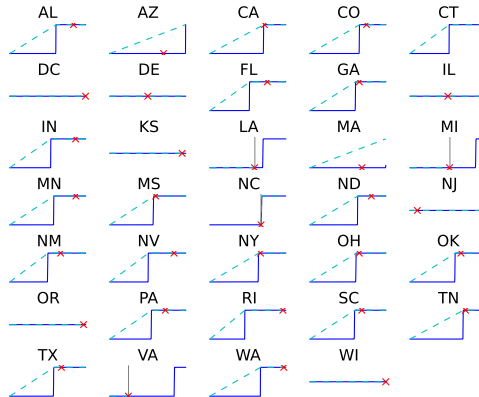 AL AZ CA CO CT
DC DE FL GA IL
IN KS LA MA MI
MN MS NC ND NJ
NM NV NY OH OK
OR PA RI SC TN
TX VA WA WI